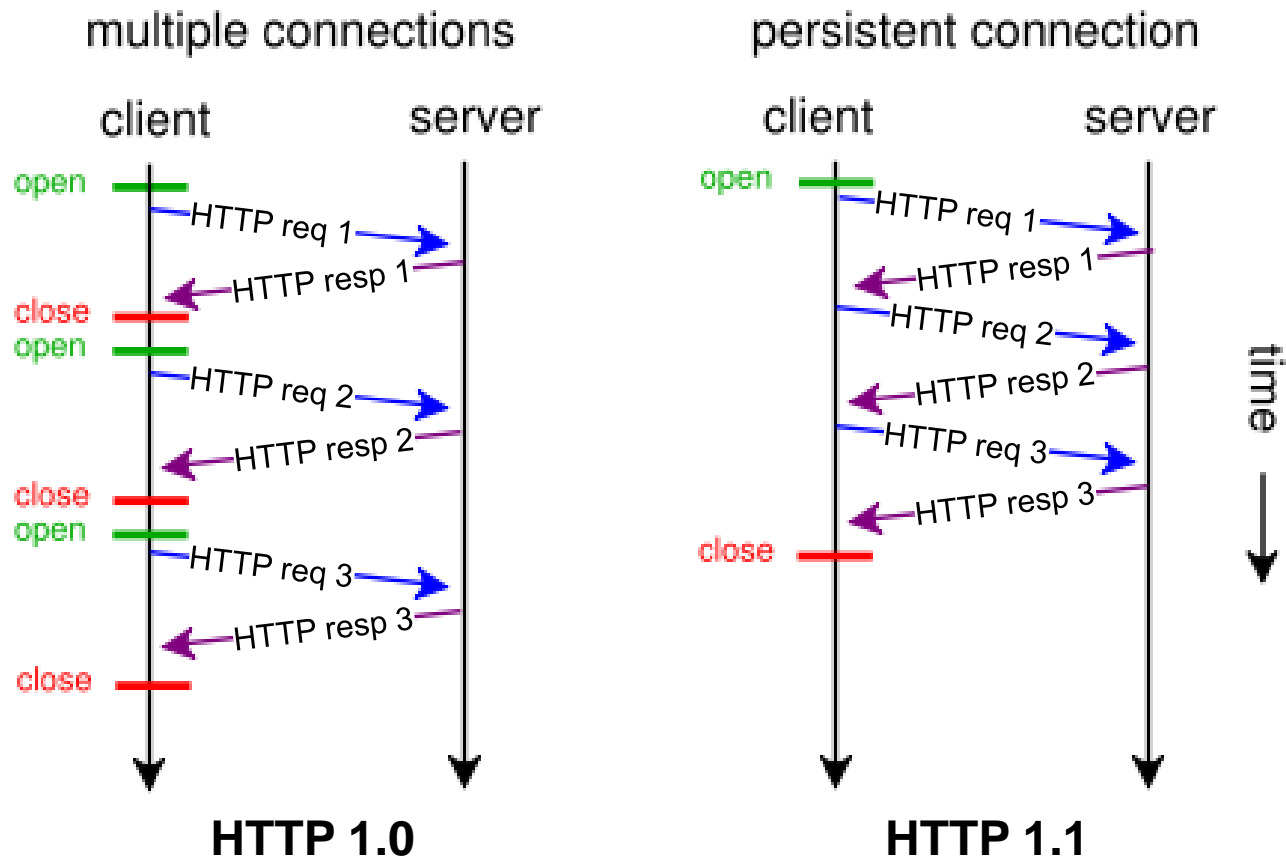 multiple connections
client
server
open
HTTP req 1
HTTP resp 1
close
open
HTTP req 2
HTTP resp 2
close
open
HTTP req 3
HTTP resp 3
close
HTTP 1.0
persistent connection
client
server
open
HTTP req 1
HTTP resp 1
HTTP req 2
HTTP resp 2
HTTP req 3
HTTP resp 3
close
time
HTTP 1.1